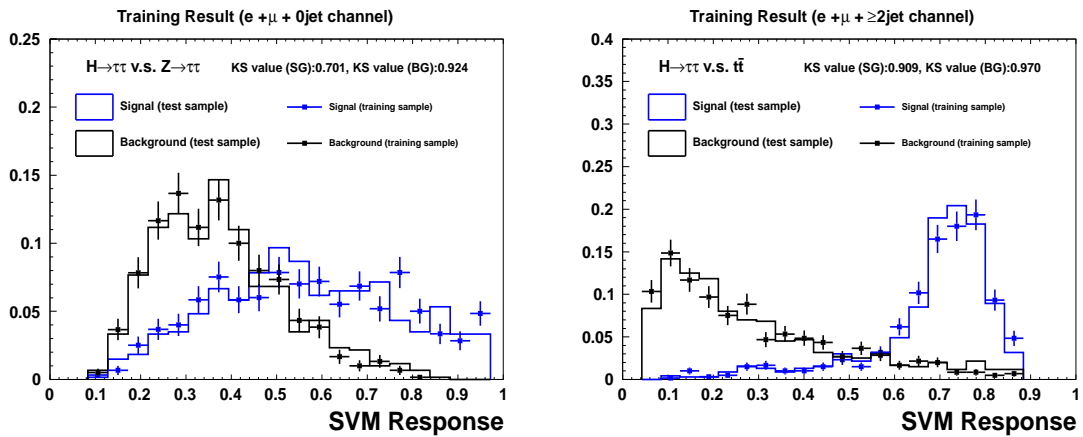 Training Result (e +μ + 0jet channel)
0.25
0.2
0.15
0.1
0.05
0
H→ττ v.s. Z→ττ
KS value (SG):0.701, KS value (BG):0.924
Signal (test sample)
Signal (training sample)
Background (test sample)
Background (training sample)
0 0.1 0.2 0.3 0.4 0.5 0.6 0.7 0.8 0.9 1
SVM Response
Training Result (e +μ + ≥2jet channel)
0.4
0.35
0.3
0.25
0.2
0.15
0.1
0.05
0
H→ττ v.s. tt̄
KS value (SG):0.909, KS value (BG):0.970
Signal (test sample)
Signal (training sample)
Background (test sample)
Background (training sample)
0 0.1 0.2 0.3 0.4 0.5 0.6 0.7 0.8 0.9 1
SVM Response